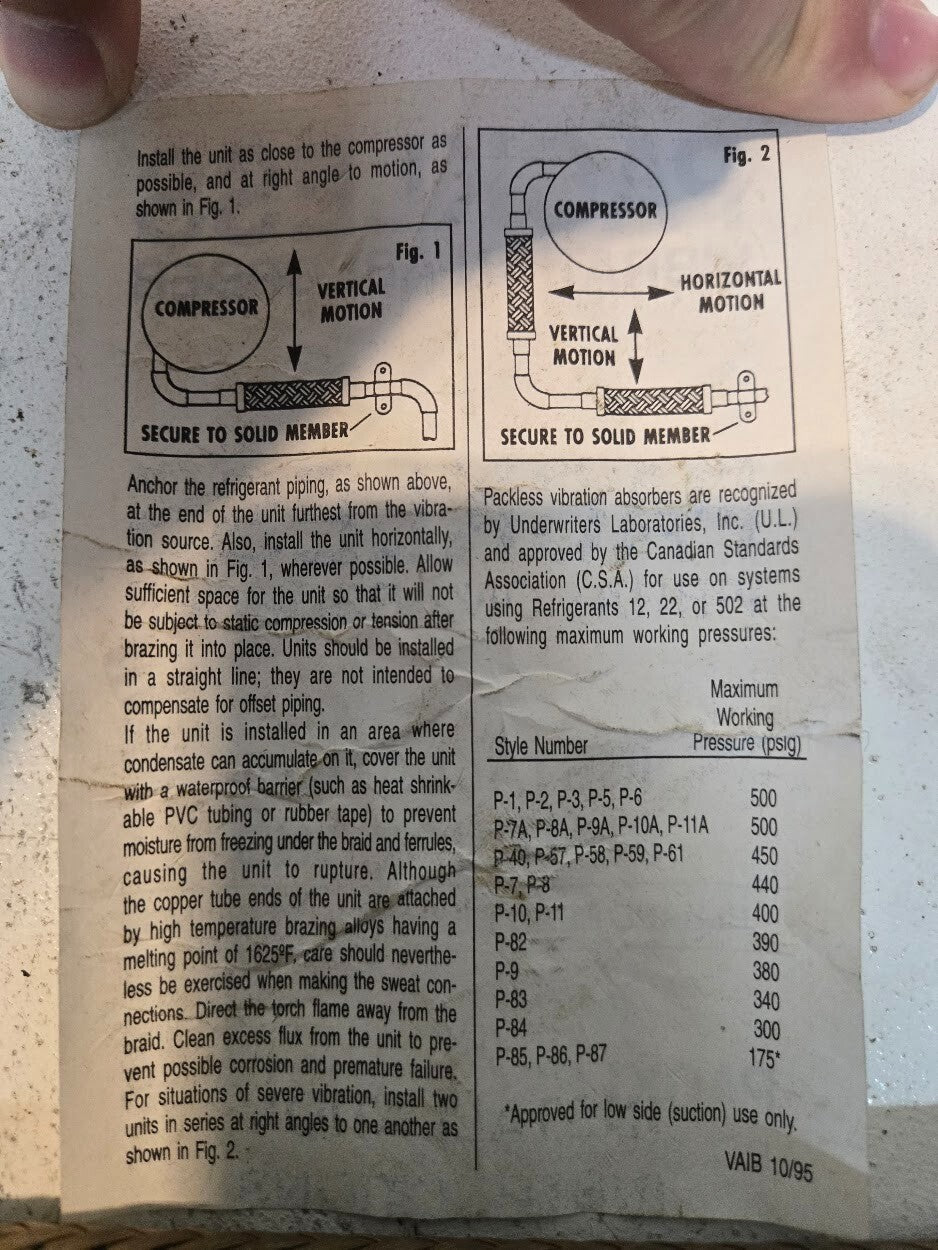 Install the unit as close to the compressor as
possible, and at right angle to motion, as
shown in Fig. 1.
Fig. 1
COMPRESSOR
VERTICAL
MOTION
SECURE TO SOLID MEMBER
Anchor the refrigerant piping, as shown above,
at the end of the unit furthest from the vibra-
tion source. Also, install the unit horizontally,
as shown in Fig. 1, wherever possible. Allow
sufficient space for the unit so that it will not
be subject to static compression or tension after
brazing it into place. Units should be installed
in a straight line; they are not intended to
compensate for offset piping.
If the unit is installed in an area where
condensate can accumulate on it, cover the unit
with a waterproof barrier (such as heat shrink-
able PVC tubing or rubber tape) to prevent
moisture from freezing under the braid and ferrules,
causing the unit to rupture. Although
the copper tube ends of the unit are attached
by high temperature brazing alloys having a
melting point of 1625ºF, care should neverthe-
less be exercised when making the sweat con-
nections. Direct the torch flame away from the
braid. Clean excess flux from the unit to pre-
vent possible corrosion and premature failure.
For situations of severe vibration, install two
units in series at right angles to one another as
shown in Fig. 2.
Fig. 2
COMPRESSOR
HORIZONTAL
MOTION
VERTICAL
MOTION
SECURE TO SOLID MEMBER
Packless vibration absorbers are recognized
by Underwriters Laboratories, Inc. (U.L.)
and approved by the Canadian Standards
Association (C.S.A.) for use on systems
using Refrigerants 12, 22, or 502 at the
following maximum working pressures:
Maximum
Working
Style Number Pressure (psig)
P-1, P-2, P-3, P-5, P-6 500
P-7A, P-8A, P-9A, P-10A, P-11A 500
P-40, P-57, P-58, P-59, P-61 450
P-7, P-8 440
P-10, P-11 400
P-82 390
P-9 380
P-83 340
P-84 300
P-85, P-86, P-87 175*
*Approved for low side (suction) use only.
VAIB 10/95